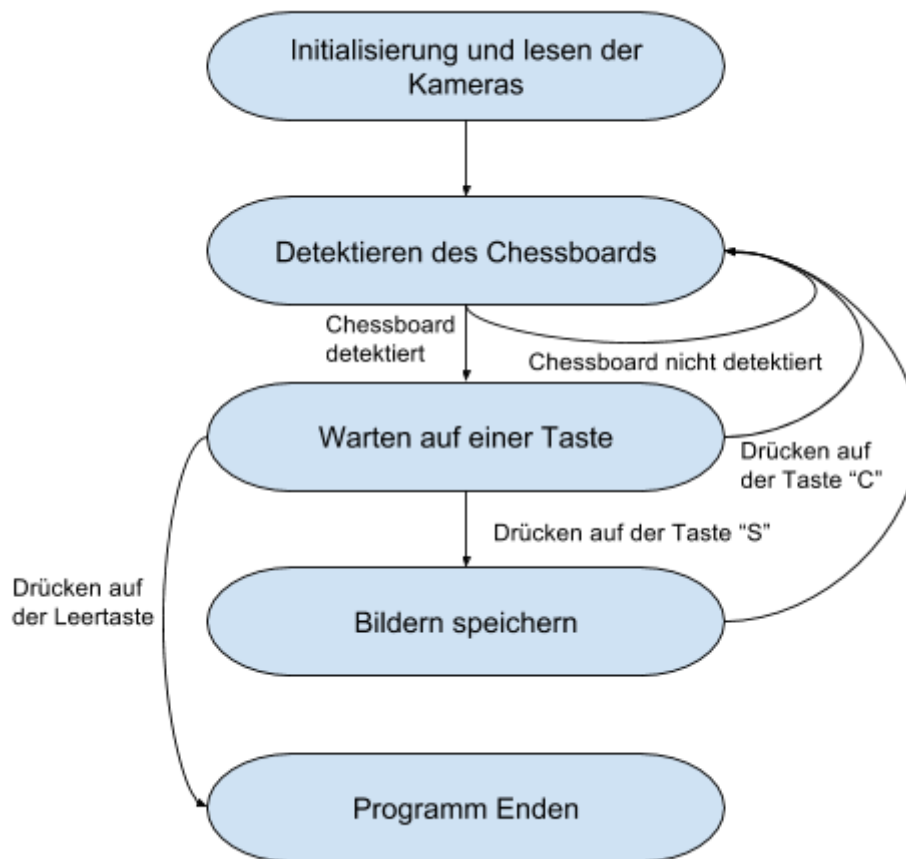 Initialisierung und lesen der
Kameras
Detektieren des Chessboards
Chessboard
detektiert
Chessboard nicht detektiert
Warten auf einer Taste
Drücken auf
der Taste “C”
Drücken auf der Taste “S”
Drücken auf
der Leertaste
Bildern speichern
Programm Enden